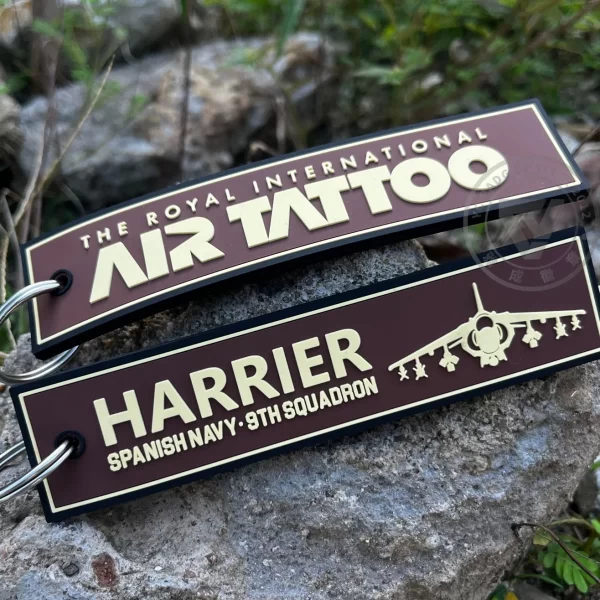 THE ROYAL INTERNATIONAL
AIR TATTOO
HARRIER
SPANISH NAVY · 9TH SQUADRON